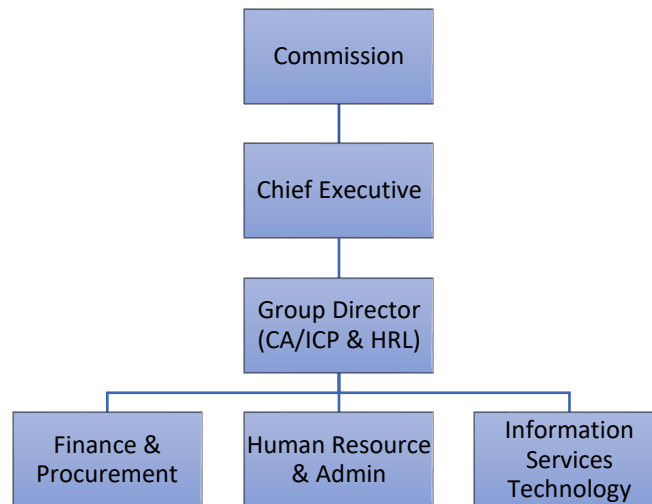 Commission
Chief Executive
Group Director
(CA/ICP & HRL)
Finance &
Procurement
Human Resource
& Admin
Information
Services
Technology